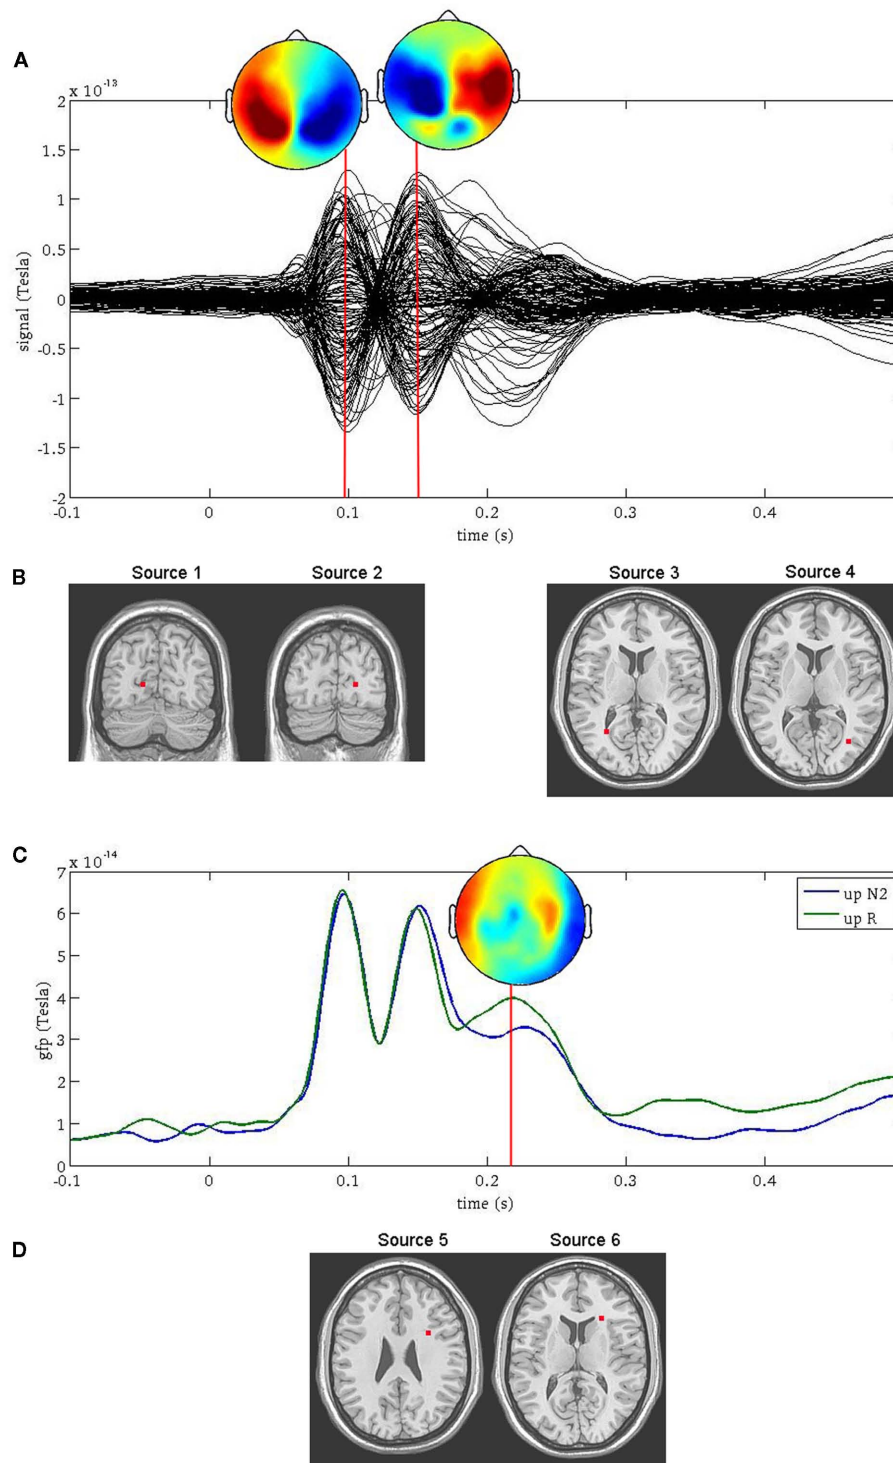 A
x 10-13
2
1.5
1
0.5
0
-0.5
-1
-1.5
-2
signal (Tesla)
-0.1 0 0.1 0.2 0.3 0.4
time (s)
B
Source 1 Source 2 Source 3 Source 4
C
x 10-14
7
6
5
4
3
2
1
0
gfp (Tesla)
up N2
up R
-0.1 0 0.1 0.2 0.3 0.4
time (s)
D
Source 5 Source 6